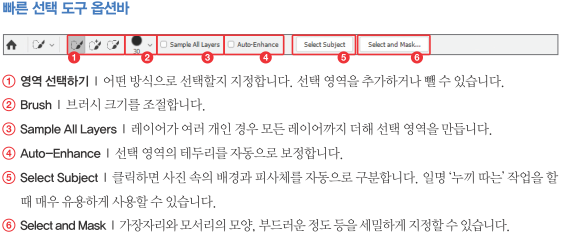 빠른 선택 도구 옵션바
30 Sample All Layers Auto-Enhance Select Subject Select and Mask...
1 2 3 4 5 6
① 영역 선택하기 | 어떤 방식으로 선택할지 지정합니다. 선택 영역을 추가하거나 뺄 수 있습니다.
② Brush | 브러시 크기를 조절합니다.
③ Sample All Layers | 레이어가 여러 개인 경우 모든 레이어까지 더해 선택 영역을 만듭니다.
④ Auto-Enhance | 선택 영역의 테두리를 자동으로 보정합니다.
⑤ Select Subject | 클릭하면 사진 속의 배경과 피사체를 자동으로 구분합니다. 일명 ‘누끼 따는’ 작업을 할
때 매우 유용하게 사용할 수 있습니다.
⑥ Select and Mask | 가장자리와 모서리의 모양, 부드러운 정도 등을 세밀하게 지정할 수 있습니다.